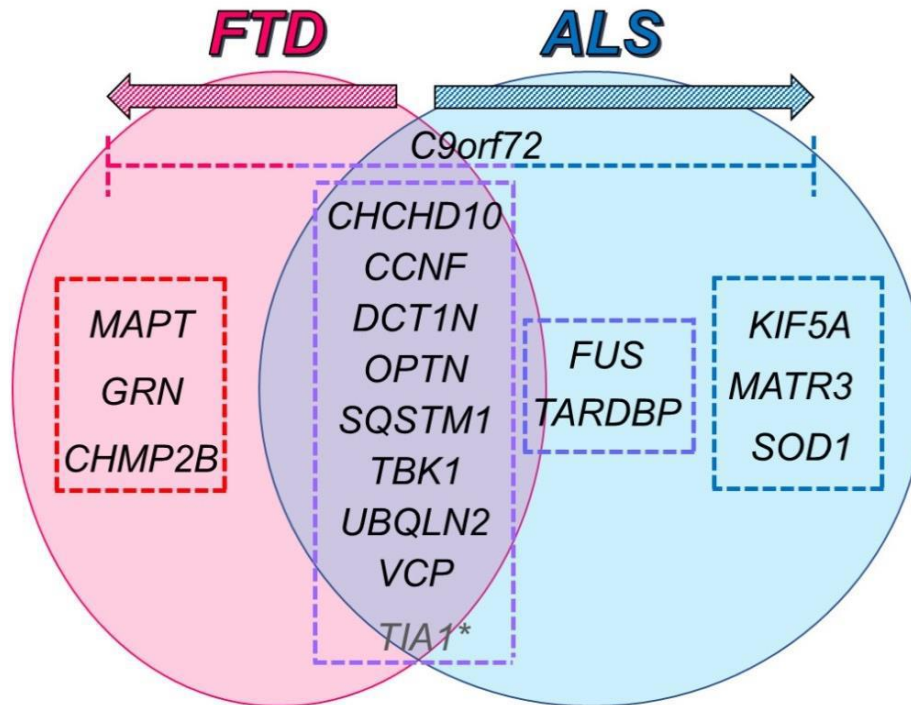 FTD
ALS
C9orf72
MAPT
GRN
CHMP2B
CHCHD10
CCNF
DCT1N
OPTN
SQSTM1
TBK1
UBQLN2
VCP
TIA1*
FUS
TARDBP
KIF5A
MATR3
SOD1